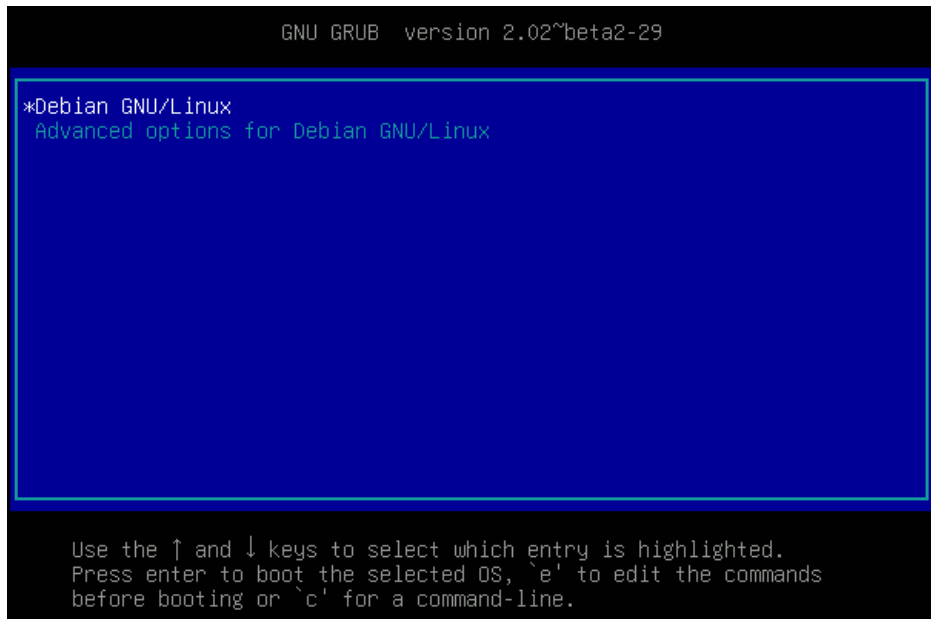 GNU GRUB  version 2.02~beta2-29
*Debian GNU/Linux
Advanced options for Debian GNU/Linux
Use the ↑ and ↓ keys to select which entry is highlighted.
Press enter to boot the selected OS, `e' to edit the commands
before booting or `c' for a command-line.